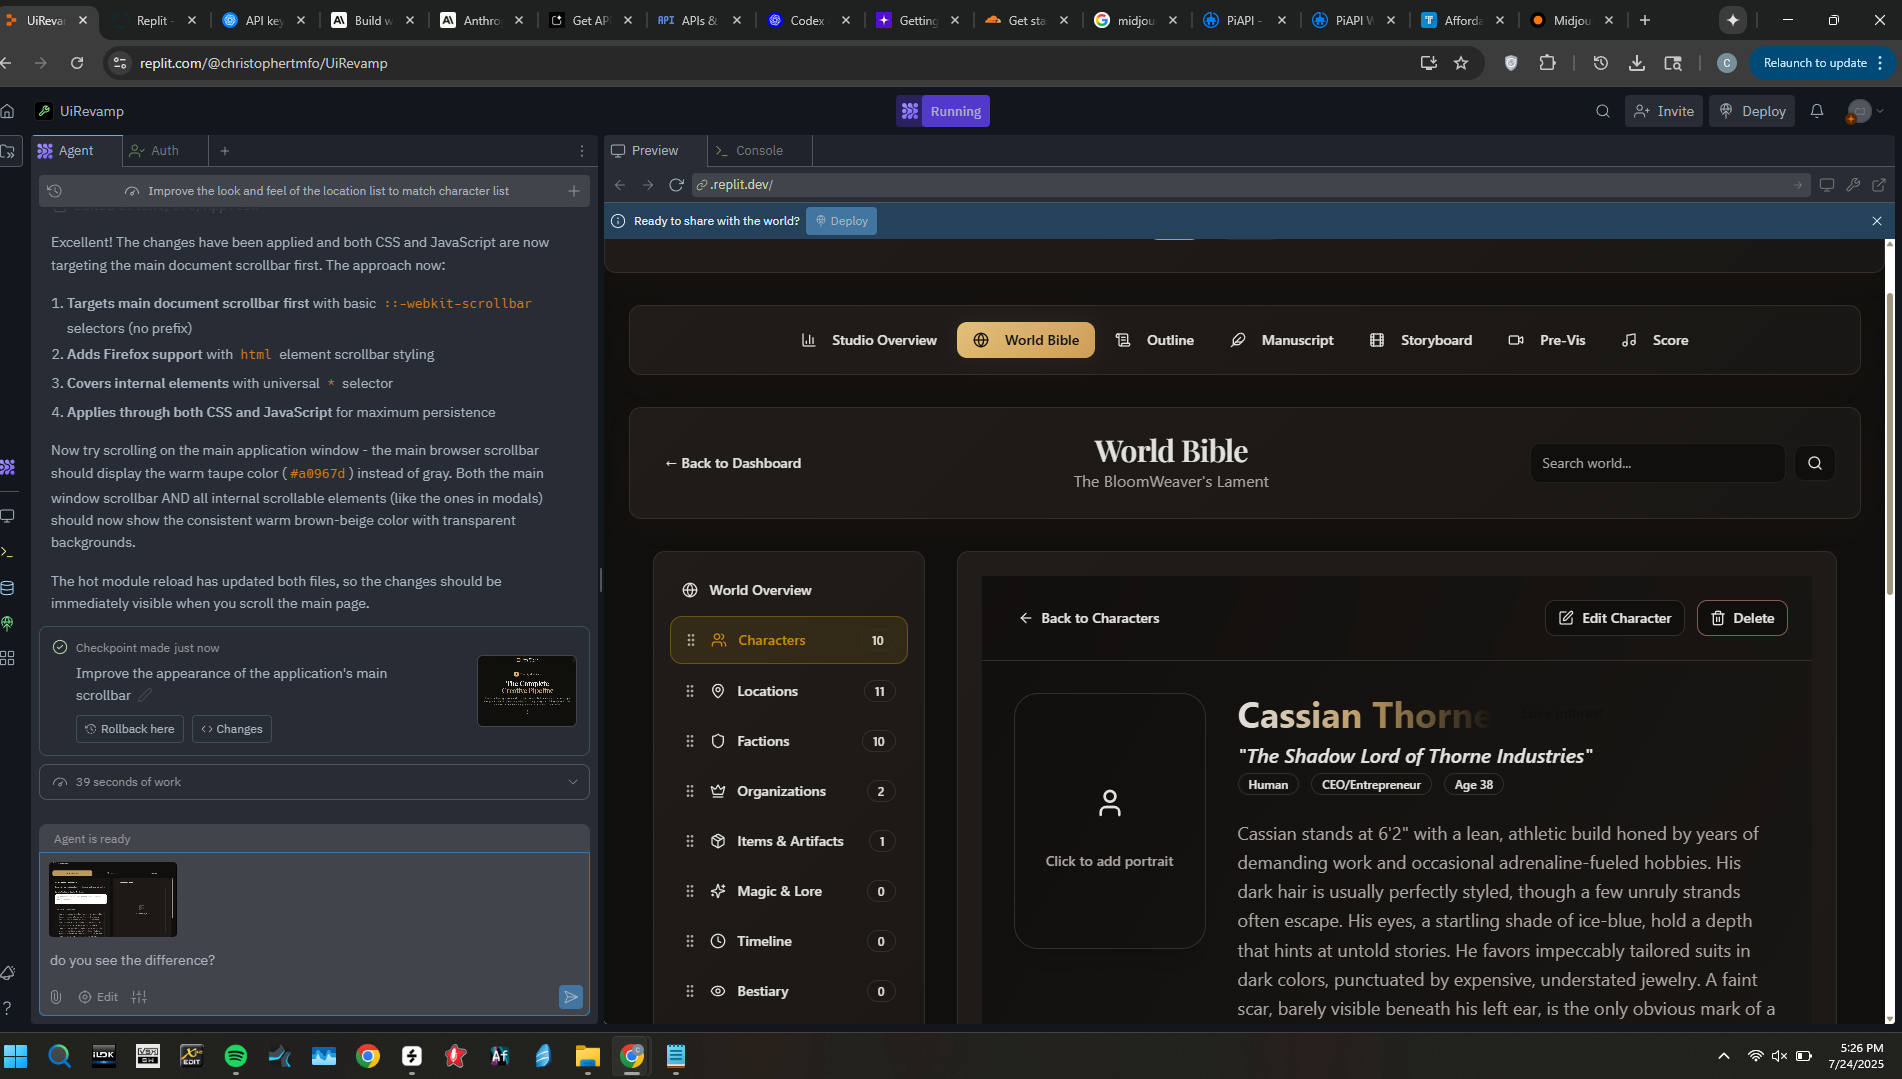 UiRevar
Replit -
API key
Build w
Anthro
Get API
APIs &
Codex
Getting
Get sta
midjou
PiAPI -
PiAPI W
Afforda
Midjou
replit.com/@christophertmfo/UiRevamp
C
Relaunch to update
UiRevamp
Running
Invite
Deploy
Agent
Auth
Preview
Console
Improve the look and feel of the location list to match character list
.replit.dev/
Ready to share with the world?
Deploy
Excellent! The changes have been applied and both CSS and JavaScript are now
targeting the main document scrollbar first. The approach now:
1. Targets main document scrollbar first with basic ::-webkit-scrollbar
selectors (no prefix)
2. Adds Firefox support with html element scrollbar styling
3. Covers internal elements with universal * selector
4. Applies through both CSS and JavaScript for maximum persistence
Now try scrolling on the main application window - the main browser scrollbar
should display the warm taupe color ( #a0967d ) instead of gray. Both the main
window scrollbar AND all internal scrollable elements (like the ones in modals)
should now show the consistent warm brown-beige color with transparent
backgrounds.
The hot module reload has updated both files, so the changes should be
immediately visible when you scroll the main page.
Checkpoint made just now
Improve the appearance of the application's main
scrollbar
The Complete
Creative Pipeline
Rollback here
Changes
39 seconds of work
Agent is ready
do you see the difference?
Edit
Studio Overview
World Bible
Outline
Manuscript
Storyboard
Pre-Vis
Score
← Back to Dashboard
World Bible
The BloomWeaver's Lament
Search world...
World Overview
Characters 10
Locations 11
Factions 10
Organizations 2
Items & Artifacts 1
Magic & Lore 0
Timeline 0
Bestiary 0
← Back to Characters
Edit Character
Delete
Click to add portrait
Cassian Thorne
"The Shadow Lord of Thorne Industries"
Human
CEO/Entrepreneur
Age 38
Cassian stands at 6'2" with a lean, athletic build honed by years of
demanding work and occasional adrenaline-fueled hobbies. His
dark hair is usually perfectly styled, though a few unruly strands
often escape. His eyes, a startling shade of ice-blue, hold a depth
that hints at untold stories. He favors impeccably tailored suits in
dark colors, punctuated by expensive, understated jewelry. A faint
scar, barely visible beneath his left ear, is the only obvious mark of a
5:26 PM
7/24/2025